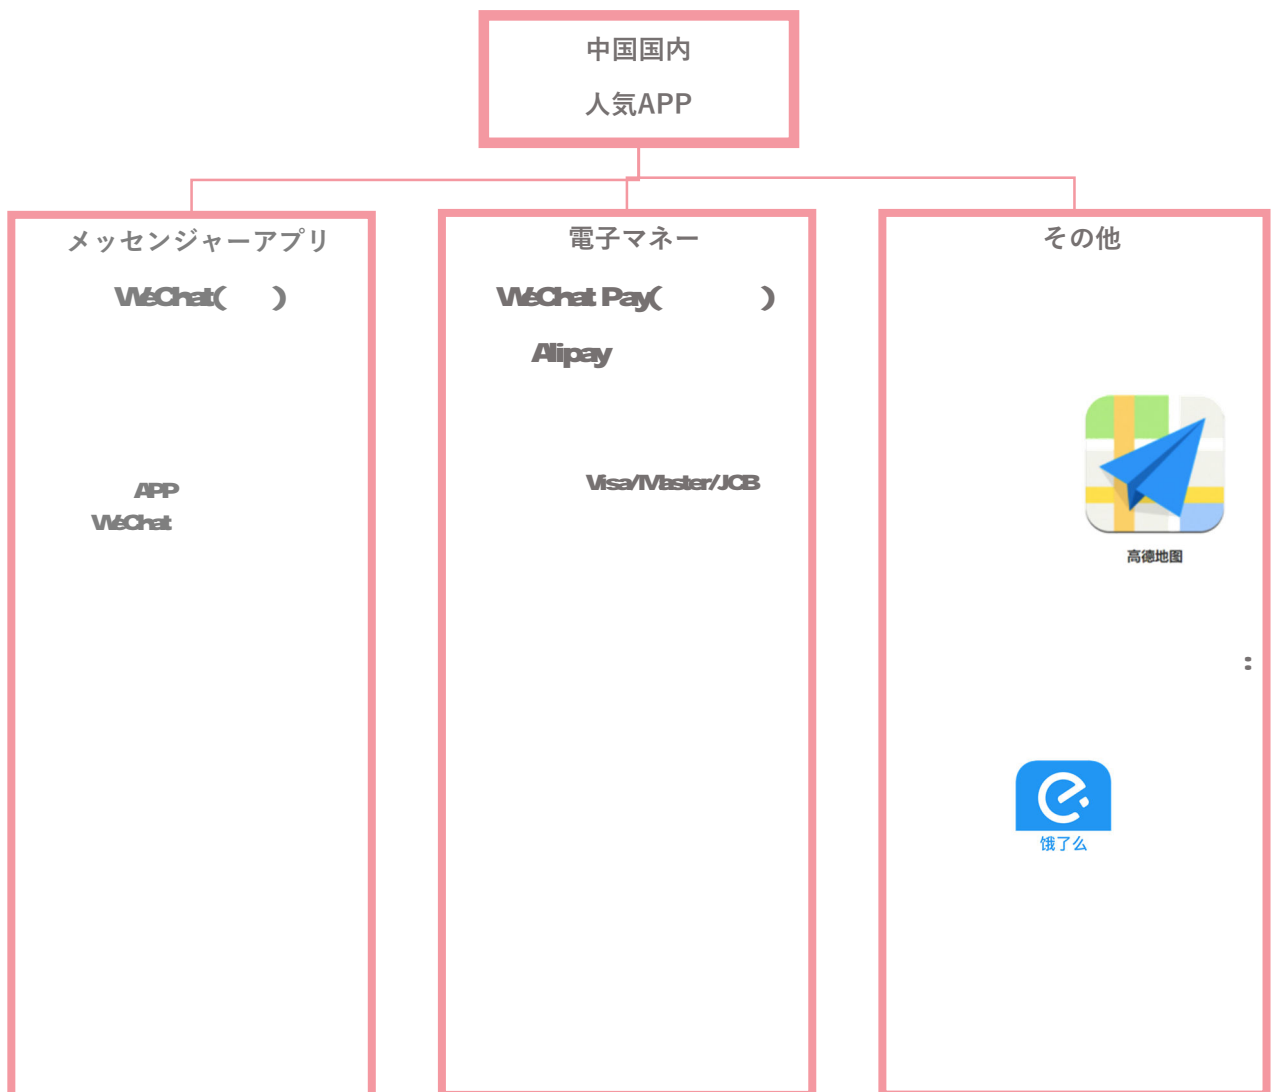 中国国内
人気APP
メッセンジャーアプリ
WeChat( )
APP
WeChat
電子マネー
WeChat Pay( )
Alipay
Visa/Master/JCB
その他
高德地图
:
饿了么